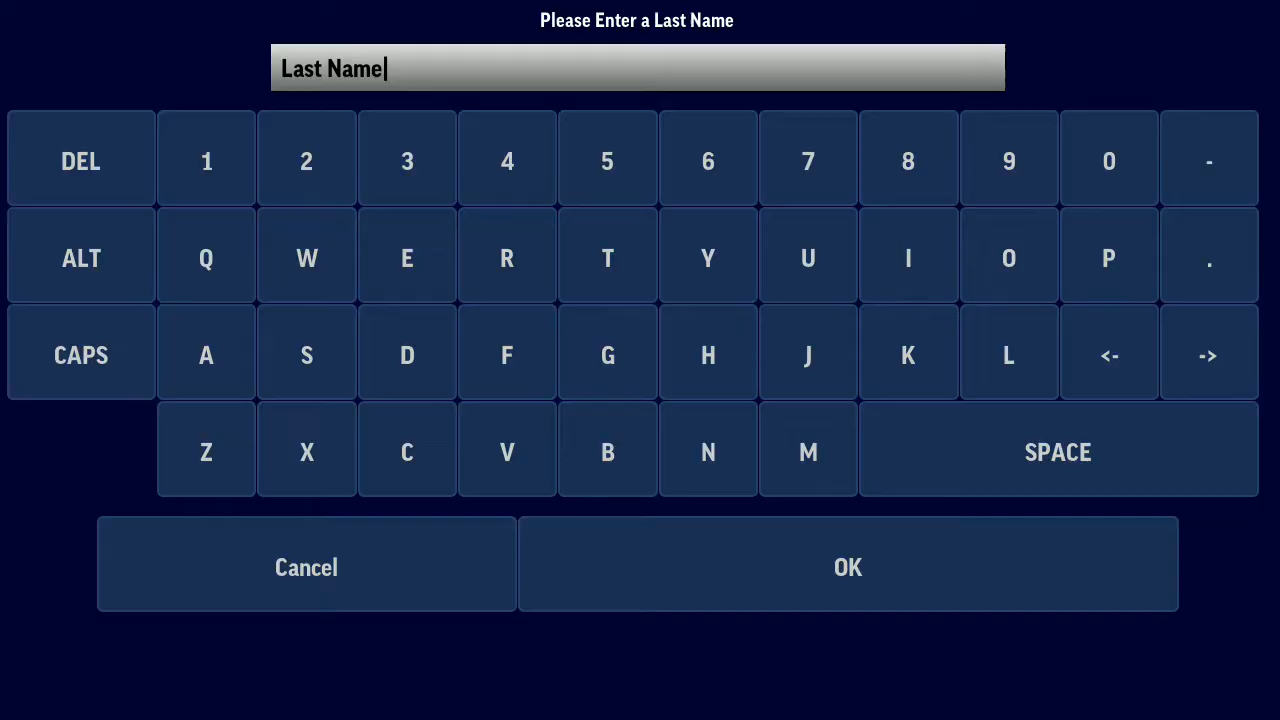 Please Enter a Last Name
Last Name
DEL 1 2 3 4 5 6 7 8 9 0 -
ALT Q W E R T Y U I O P .
CAPS A S D F G H J K L <- ->
Z X C V B N M SPACE
Cancel OK